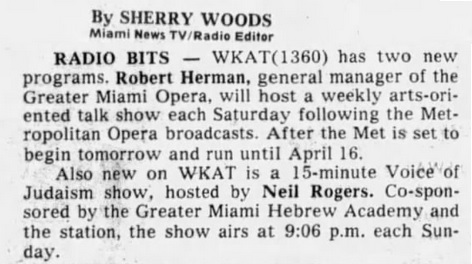 By SHERRY WOODS
Miami News TV/Radio Editor
RADIO BITS — WKAT(1360) has two new
programs. Robert Herman, general manager of the
Greater Miami Opera, will host a weekly arts-ori-
ented talk show each Saturday following the Met-
ropolitan Opera broadcasts. After the Met is set to
begin tomorrow and run until April 16.
Also new on WKAT is a 15-minute Voice of
Judaism show, hosted by Neil Rogers. Co-spon-
sored by the Greater Miami Hebrew Academy and
the station, the show airs at 9:06 p.m. each Sun-
day.